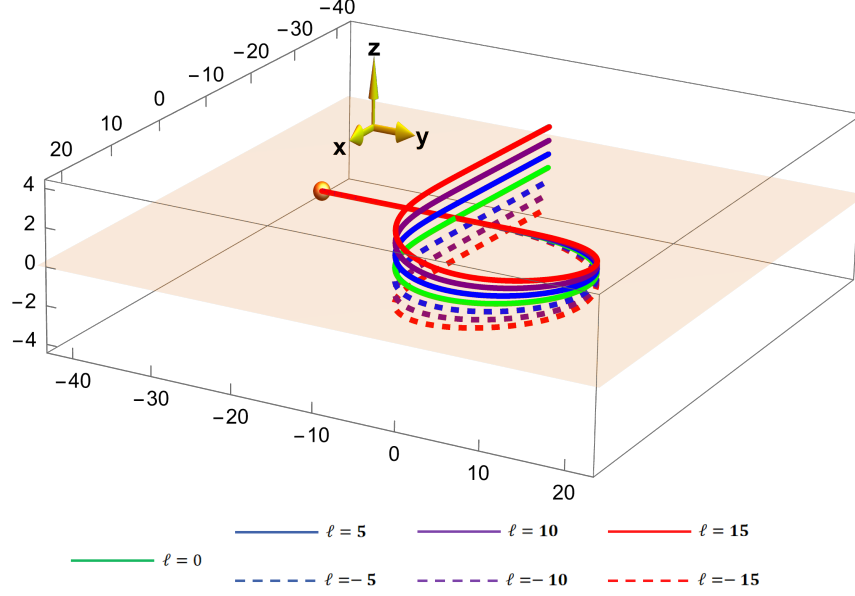 −40
−30
−20
−10
0
10
20
z
x
y
4
2
0
−2
−4
−40
−30
−20
−10
0
10
20
ℓ = 5
ℓ = 10
ℓ = 15
ℓ = 0
ℓ =− 5
ℓ =− 10
ℓ =− 15